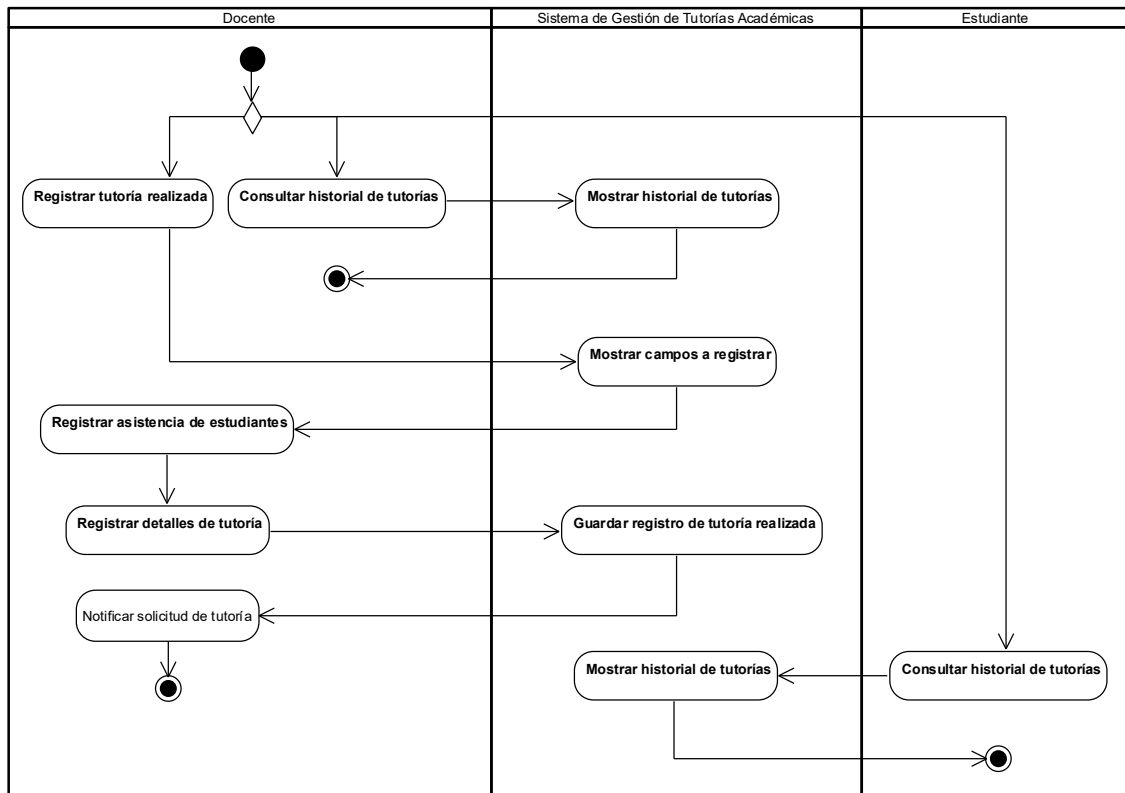 Docente
Sistema de Gestión de Tutorías Académicas
Estudiante
Registrar tutoría realizada
Consultar historial de tutorías
Mostrar historial de tutorías
Mostrar campos a registrar
Registrar asistencia de estudiantes
Registrar detalles de tutoría
Guardar registro de tutoría realizada
Notificar solicitud de tutoría
Mostrar historial de tutorías
Consultar historial de tutorías